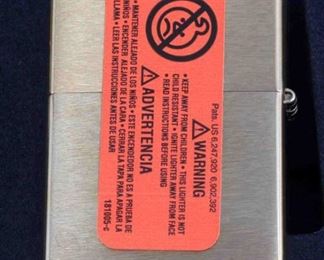 Pats. US 6,247,920 6,902,392
⚠WARNING
• KEEP AWAY FROM CHILDREN • THIS LIGHTER IS NOT
CHILD RESISTANT • IGNITE LIGHTER AWAY FROM FACE
• READ INSTRUCTIONS BEFORE USING
⚠ADVERTENCIA
• MANTENER ALEJADO DE LOS NIÑOS • ESTE ENCENDEDOR NO ES A PRUEBA
DE NIÑOS • ENCENDER ALEJADO DE LA CARA • CERRAR LA TAPA PARA APAGAR LA
LLAMA • LEER LAS INSTRUCCIONES ANTES DE USAR
181005-c